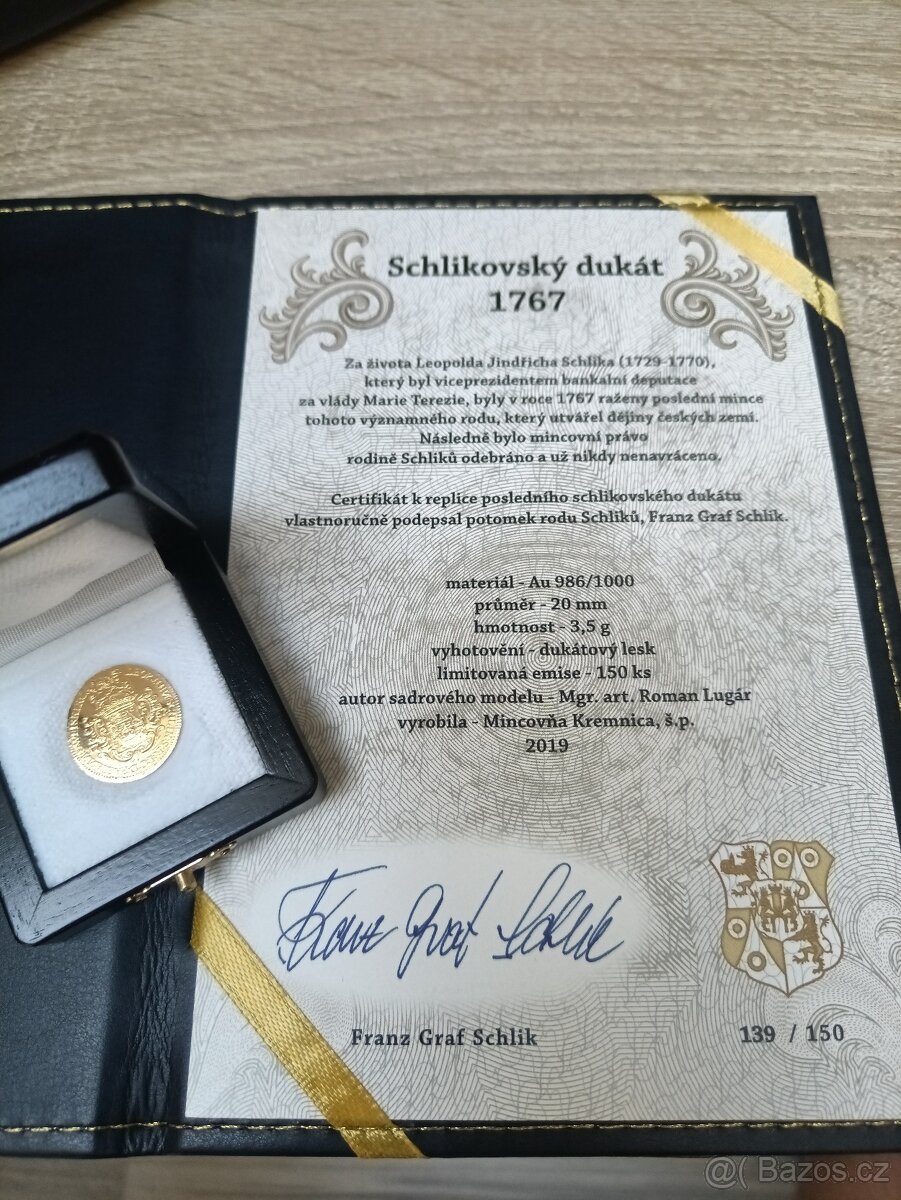 Schlikovský dukát
1767
Za života Leopolda Jindřicha Schlika (1729-1770),
který byl viceprezidentem bankální deputace
za vlády Marie Terezie, byly v roce 1767 raženy poslední mince
tohoto významného rodu, který utvářel dějiny českých zemí.
Následně bylo mincovní právo
rodině Schliků odebráno a už nikdy nenavráceno.
Certifikát k replice posledního schlikovského dukátu
vlastnoručně podepsal potomek rodu Schliků, Franz Graf Schlik.
materiál - Au 986/1000
průměr - 20 mm
hmotnost - 3,5 g
vyhotovění - dukátový lesk
limitovaná emise - 150 ks
autor sadrového modelu - Mgr. art. Roman Lugár
vyrobila - Mincovňa Kremnica, š.p.
2019
Franz Graf Schlik
Franz Graf Schlik
139 / 150
@( Bazos.cz